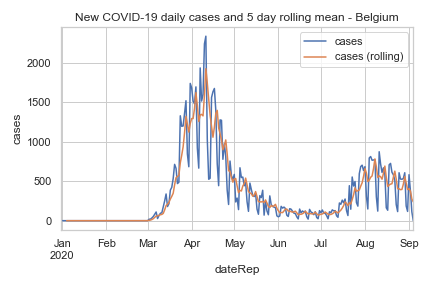 New COVID-19 daily cases and 5 day rolling mean - Belgium
cases
cases (rolling)
cases
2000
1500
1000
500
0
Jan
2020
Feb
Mar
Apr
May
Jun
Jul
Aug
Sep
dateRep